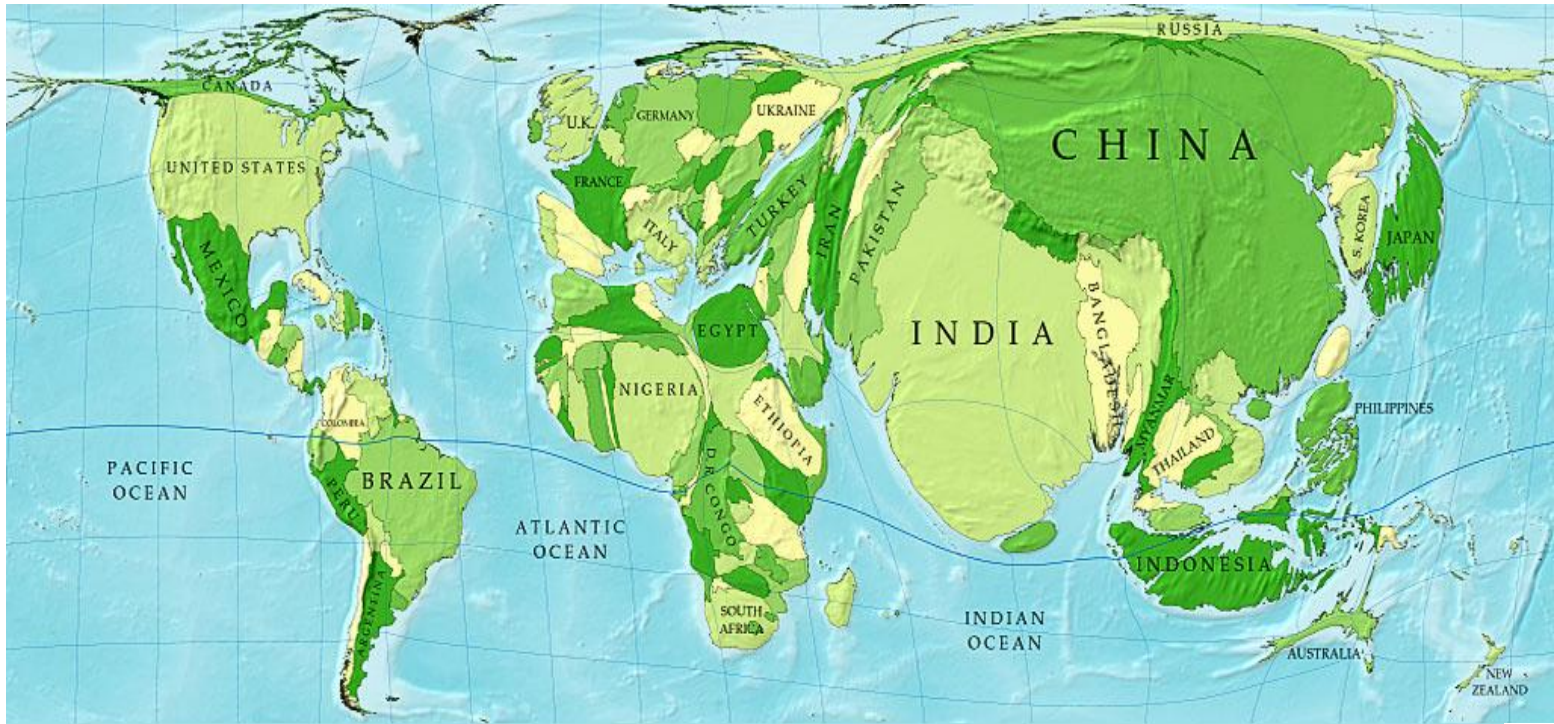 RUSSIA
CANADA
UNITED STATES
MEXICO
U.K.
GERMANY
UKRAINE
FRANCE
ITALY
TURKEY
IRAN
PAKISTAN
CHINA
S. KOREA
JAPAN
EGYPT
INDIA
BANGLADESH
NIGERIA
ETHIOPIA
MYANMAR
THAILAND
PHILIPPINES
COLOMBIA
BRAZIL
PERU
D R CONGO
PACIFIC
OCEAN
ATLANTIC
OCEAN
INDONESIA
ARGENTINA
SOUTH
AFRICA
INDIAN
OCEAN
AUSTRALIA
NEW
ZEALAND